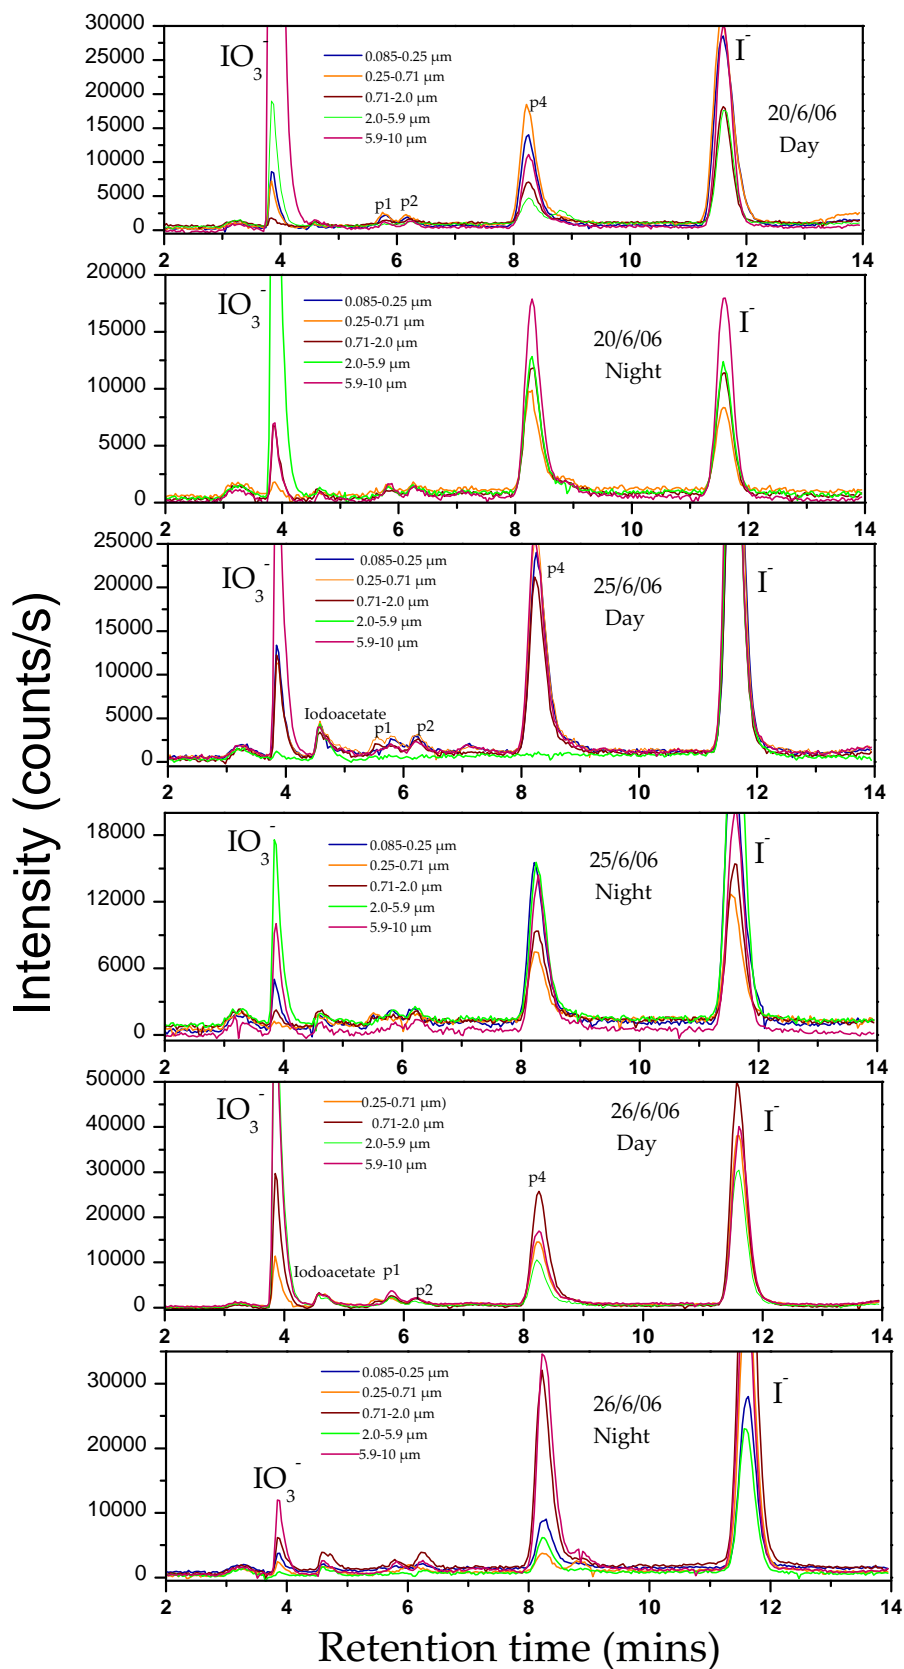 Intensity (counts/s)
30000
25000
20000
15000
10000
5000
0
IO3-
0.085-0.25 µm
0.25-0.71 µm
0.71-2.0 µm
2.0-5.9 µm
5.9-10 µm
p1
p2
p4
I-
20/6/06
Day
2 4 6 8 10 12 14
20000
15000
10000
5000
0
IO3-
0.085-0.25 µm
0.25-0.71 µm
0.71-2.0 µm
2.0-5.9 µm
5.9-10 µm
20/6/06
Night
I-
2 4 6 8 10 12 14
25000
20000
15000
10000
5000
0
IO3-
0.085-0.25 µm
0.25-0.71 µm
0.71-2.0 µm
2.0-5.9 µm
5.9-10 µm
Iodoacetate
p1
p2
p4
25/6/06
Day
I-
2 4 6 8 10 12 14
18000
12000
6000
0
IO3-
0.085-0.25 µm
0.25-0.71 µm
0.71-2.0 µm
2.0-5.9 µm
5.9-10 µm
25/6/06
Night
I-
2 4 6 8 10 12 14
50000
40000
30000
20000
10000
0
IO3-
0.25-0.71 µm)
0.71-2.0 µm
2.0-5.9 µm
5.9-10 µm
Iodoacetate
p1
p2
p4
26/6/06
Day
I-
2 4 6 8 10 12 14
30000
20000
10000
0
IO3-
0.085-0.25 µm
0.25-0.71 µm
0.71-2.0 µm
2.0-5.9 µm
5.9-10 µm
26/6/06
Night
I-
2 4 6 8 10 12 14
Retention time (mins)